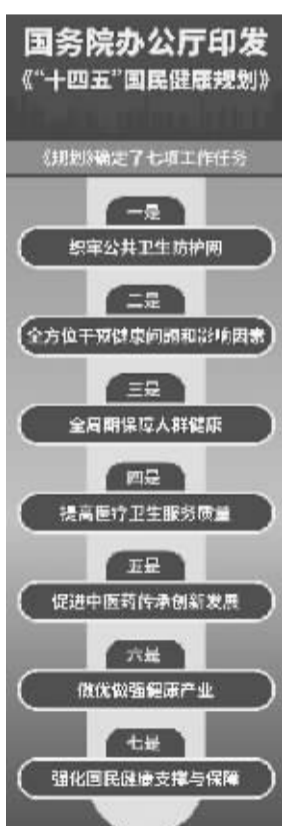 国务院办公厅印发
《“十四五”国民健康规划》
《规划》确定了七项工作任务
一是
织牢公共卫生防护网
二是
全方位干预健康问题和影响因素
三是
全周期保障人群健康
四是
提高医疗卫生服务质量
五是
促进中医药传承创新发展
六是
做优做强健康产业
七是
强化国民健康支撑与保障